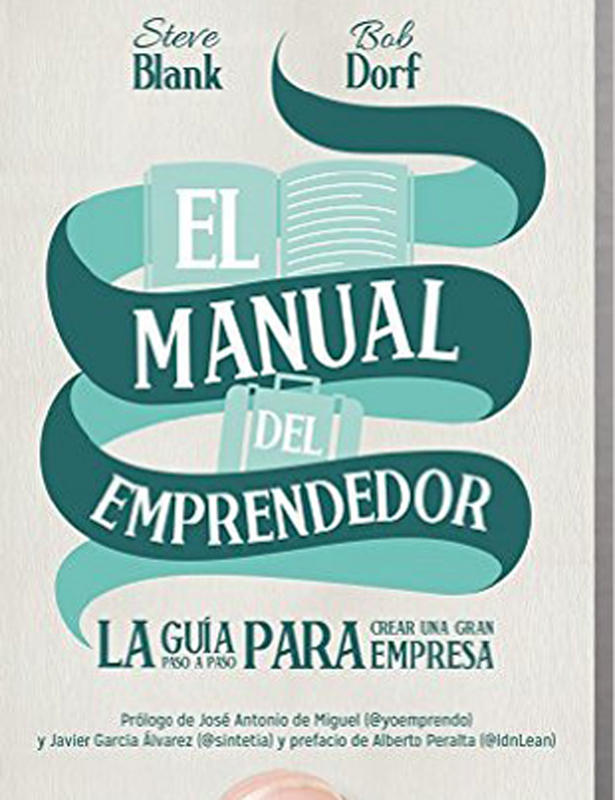 Steve Blank
Bob Dorf
EL
MANUAL
DEL
EMPRENDEDOR
LA GUÍA PASO A PASO PARA CREAR UNA GRAN EMPRESA
Prólogo de José Antonio de Miguel (@yoemprendo)
y Javier García Álvarez (@sintetia) y prefacio de Alberto Peralta (@IdnLean)